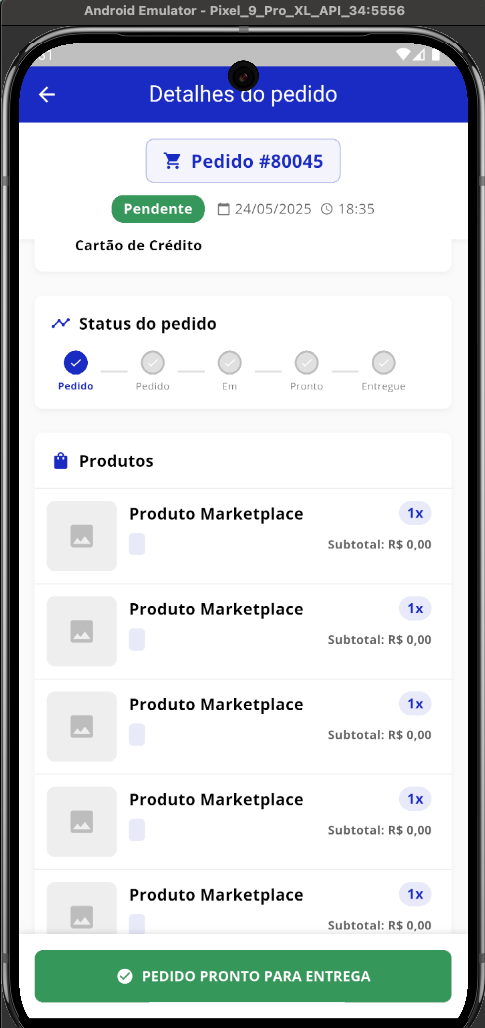 Android Emulator - Pixel_9_Pro_XL_API_34:5556
Detalhes do pedido
Pedido #80045
Pendente 24/05/2025 18:35
Cartão de Crédito
Status do pedido
Pedido Pedido Em Pronto Entregue
Produtos
Produto Marketplace 1x
Subtotal: R$ 0,00
Produto Marketplace 1x
Subtotal: R$ 0,00
Produto Marketplace 1x
Subtotal: R$ 0,00
Produto Marketplace 1x
Subtotal: R$ 0,00
Produto Marketplace 1x
Subtotal: R$ 0,00
PEDIDO PRONTO PARA ENTREGA